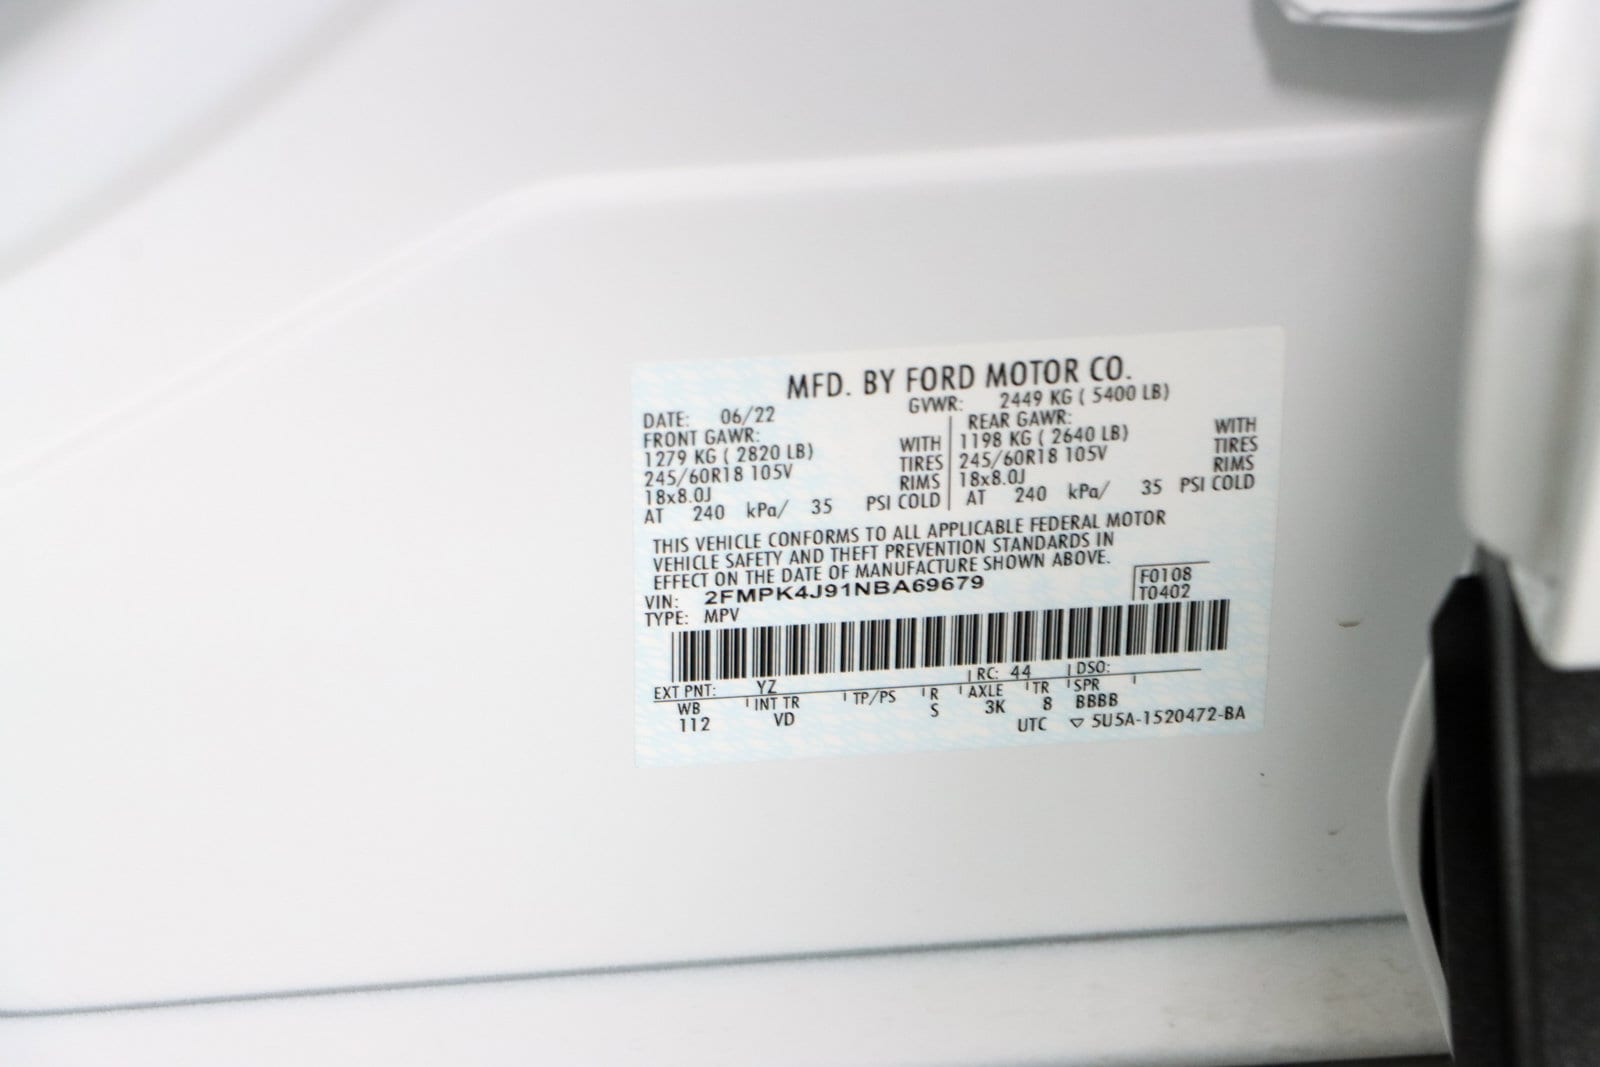 MFD. BY FORD MOTOR CO.
DATE: 06/22 GVWR: 2449 KG ( 5400 LB)
FRONT GAWR: REAR GAWR:
1279 KG ( 2820 LB) WITH 1198 KG ( 2640 LB) WITH
245/60R18 105V TIRES 245/60R18 105V TIRES
18x8.0J RIMS 18x8.0J RIMS
AT 240 kPa/ 35 PSI COLD AT 240 kPa/ 35 PSI COLD
THIS VEHICLE CONFORMS TO ALL APPLICABLE FEDERAL MOTOR
VEHICLE SAFETY AND THEFT PREVENTION STANDARDS IN
EFFECT ON THE DATE OF MANUFACTURE SHOWN ABOVE.
VIN: 2FMPK4J91NBA69679 F0108
TYPE: MPV T0402
EXT PNT: YZ RC: 44 DSO:
WB INT TR TP/PS R AXLE TR SPR
112 VD S 3K 8 BBBB
UTC ▽ 5U5A-1520472-BA